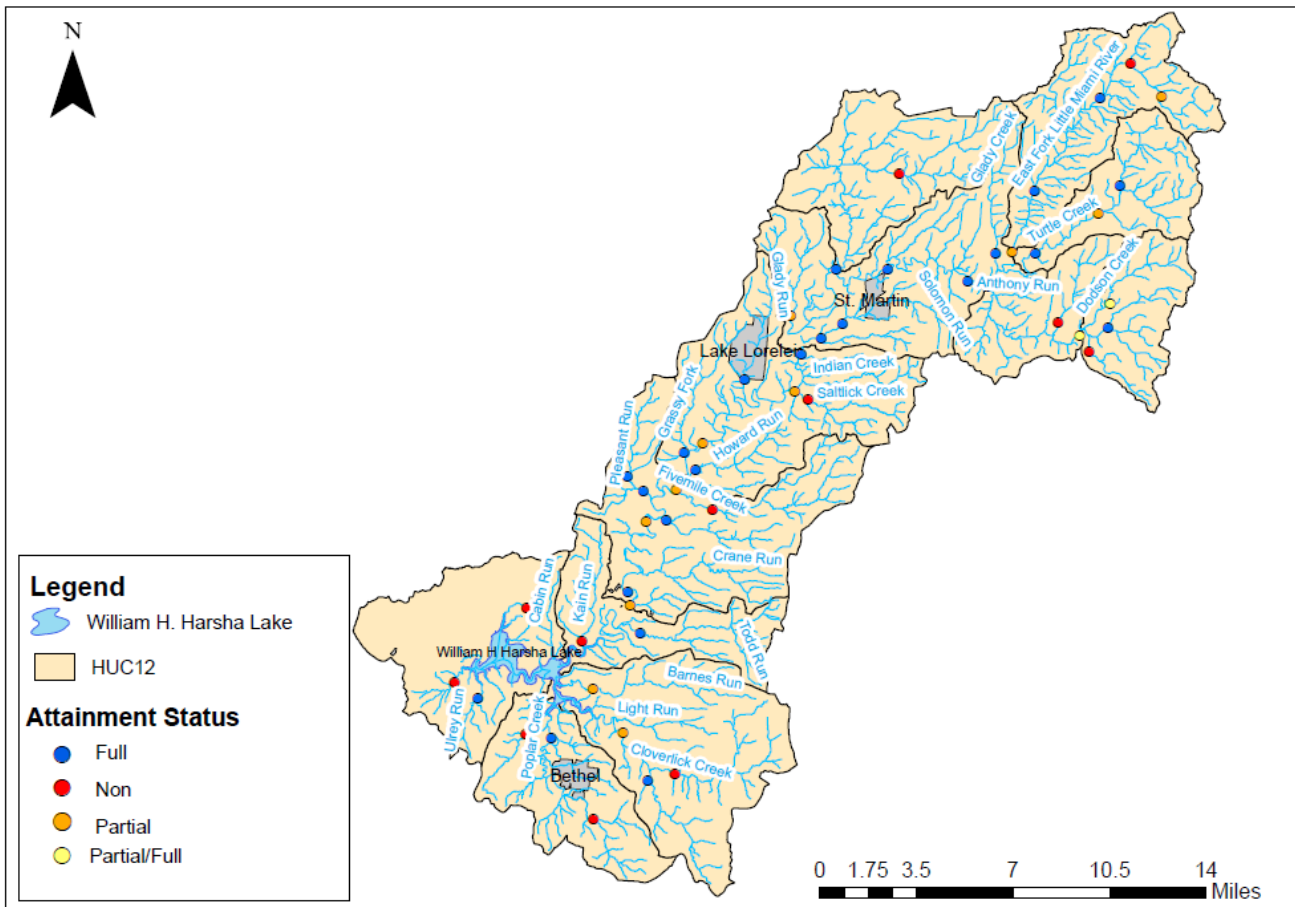 N
East Fork Little Miami River
Glady Creek
Turtle Creek
Dodson Creek
Glady Run
St. Martin
Solomon Run
Anthony Run
Lake Lorelei
Indian Creek
Saltlick Creek
Grassy Fork
Howard Run
Pleasant Run
Fivemile Creek
Crane Run
Cabin Run
Kain Run
Todd Run
William H Harsha Lake
Barnes Run
Light Run
Ulrey Run
Poplar Creek
Cloverlick Creek
Bethel
Legend
William H. Harsha Lake
HUC12
Attainment Status
Full
Non
Partial
Partial/Full
0 1.75 3.5 7 10.5 14
Miles